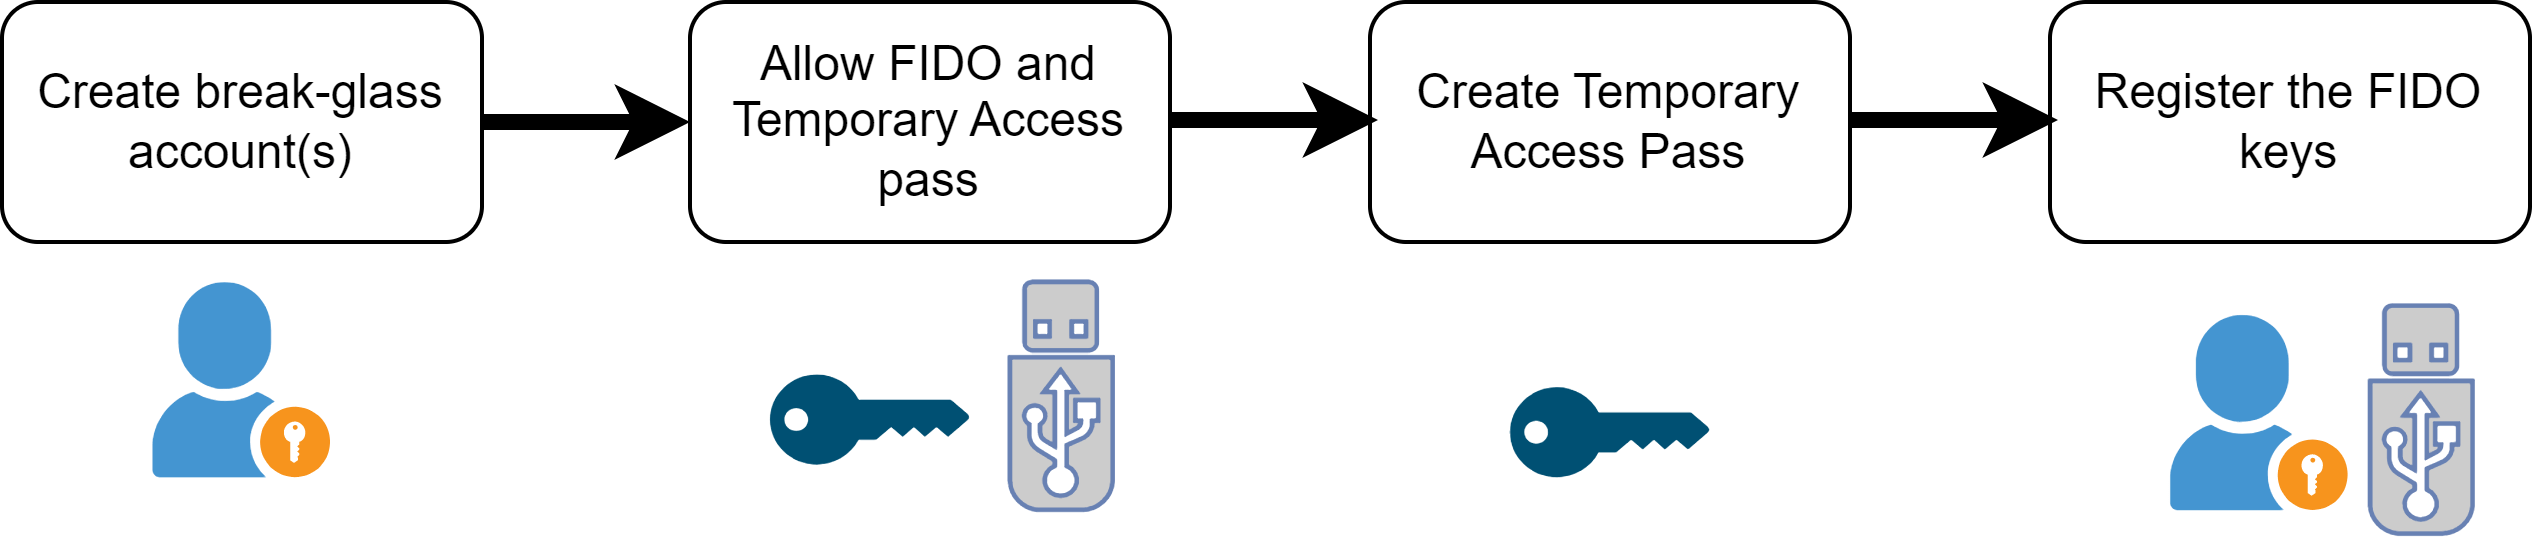 Create break-glass
account(s)
Allow FIDO and
Temporary Access
pass
Create Temporary
Access Pass
Register the FIDO
keys